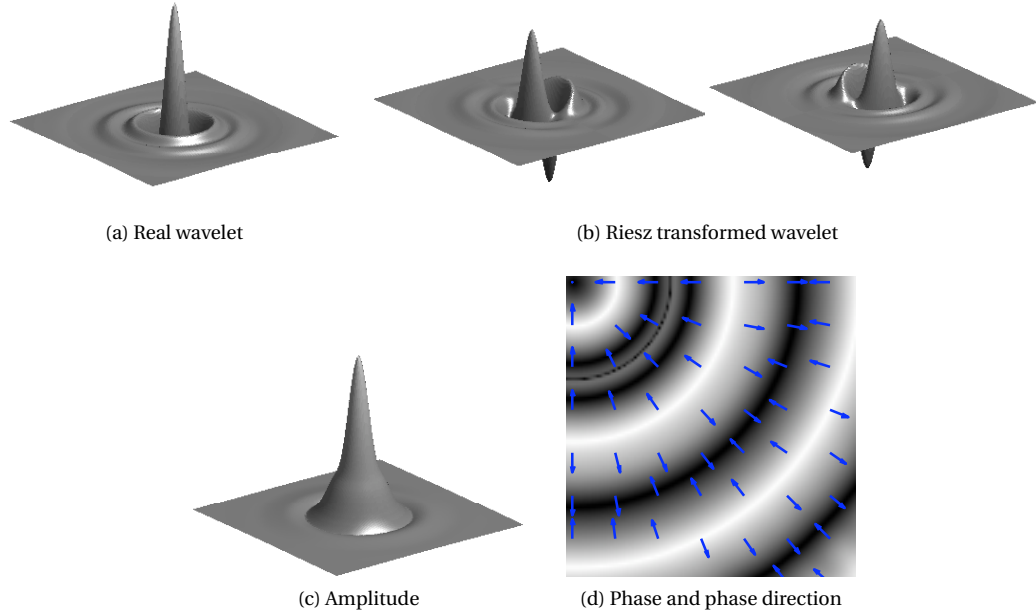 (a) Real wavelet
(b) Riesz transformed wavelet
(c) Amplitude
(d) Phase and phase direction